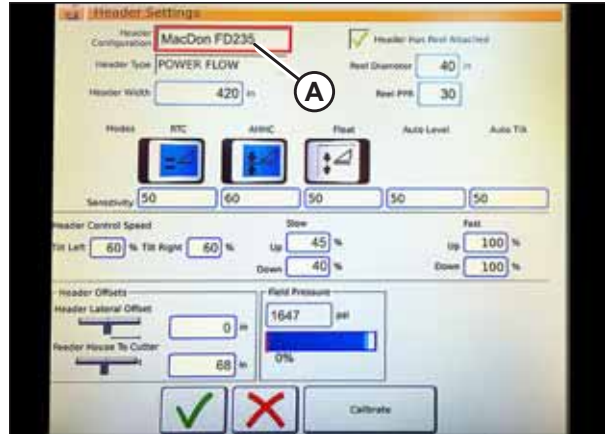 Header Settings
Header Configuration MacDon FD235 Header Has Reel Attached
A
Header Type POWER FLOW Reel Diameter 40 in
Header Width 420 in Reel PPR 30
Modes RTC AHHC Float Auto Level Auto Tilt
Sensitivity 50 60 50 50 50
Header Control Speed Slow Fast
Tilt Left 60 % Tilt Right 60 % Up 45 % Up 100 %
Down 40 % Down 100 %
Header Offsets Field Pressure
Header Lateral Offset 1647 psi
0 in
Feeder House To Cutter 0%
68 in
Calibrate